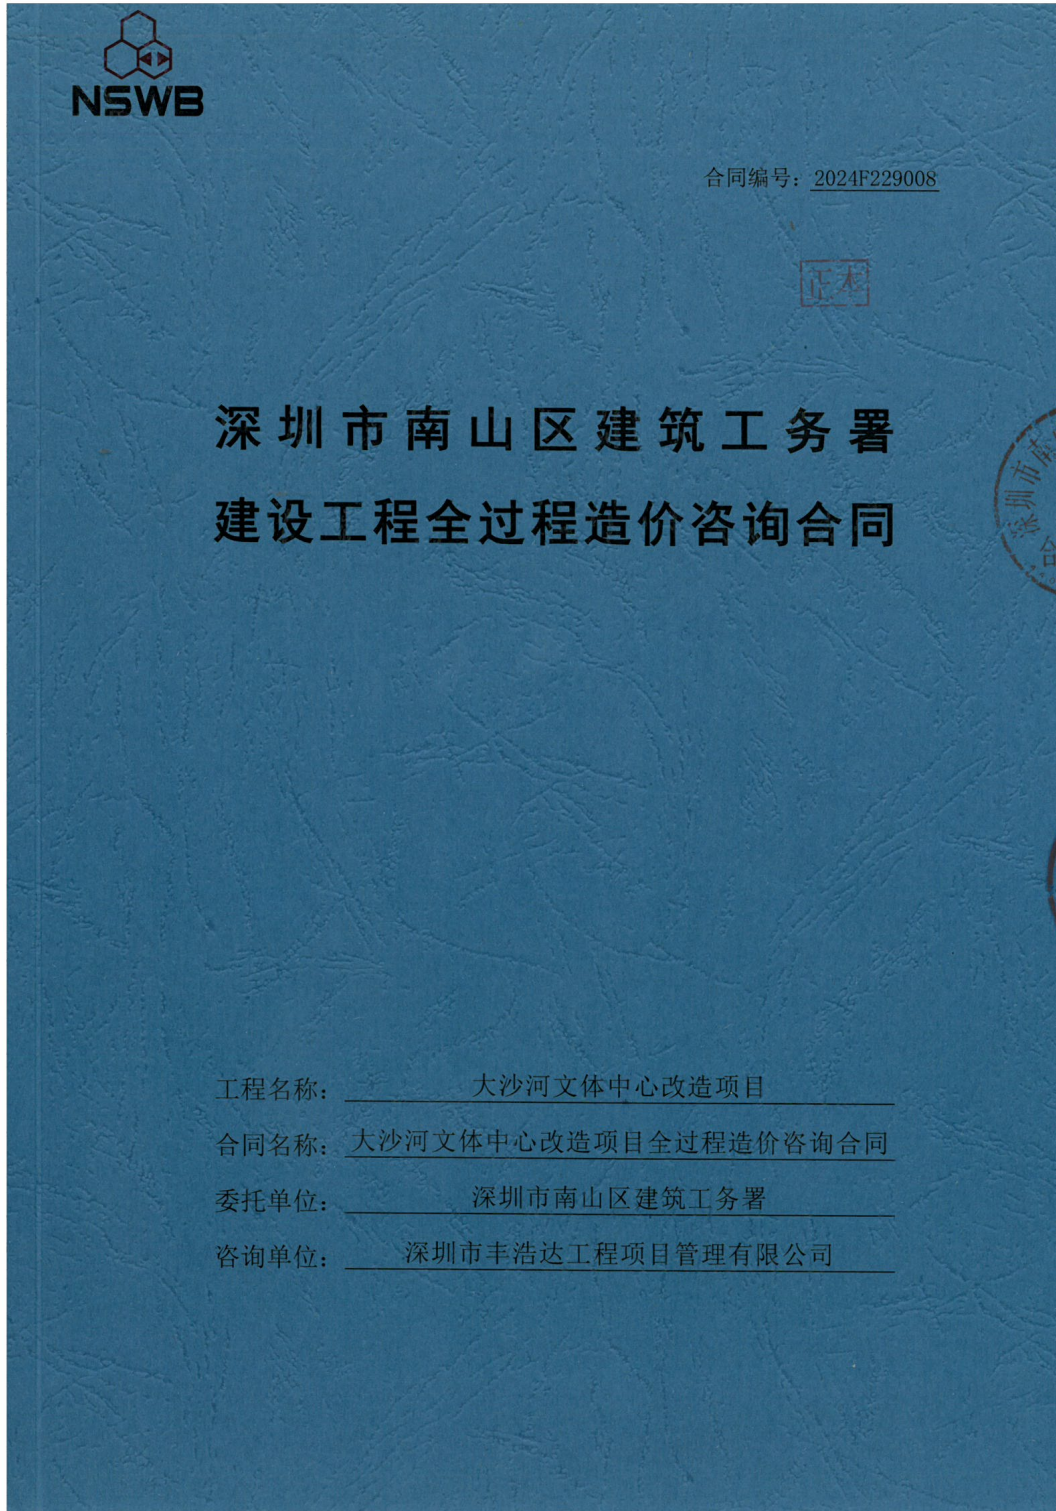 NSWB
合同编号：2024F229008
正本
深圳市南山区建筑工务署
建设工程全过程造价咨询合同
深圳市南
合
工程名称：大沙河文体中心改造项目
合同名称：大沙河文体中心改造项目全过程造价咨询合同
委托单位：深圳市南山区建筑工务署
咨询单位：深圳市丰浩达工程项目管理有限公司